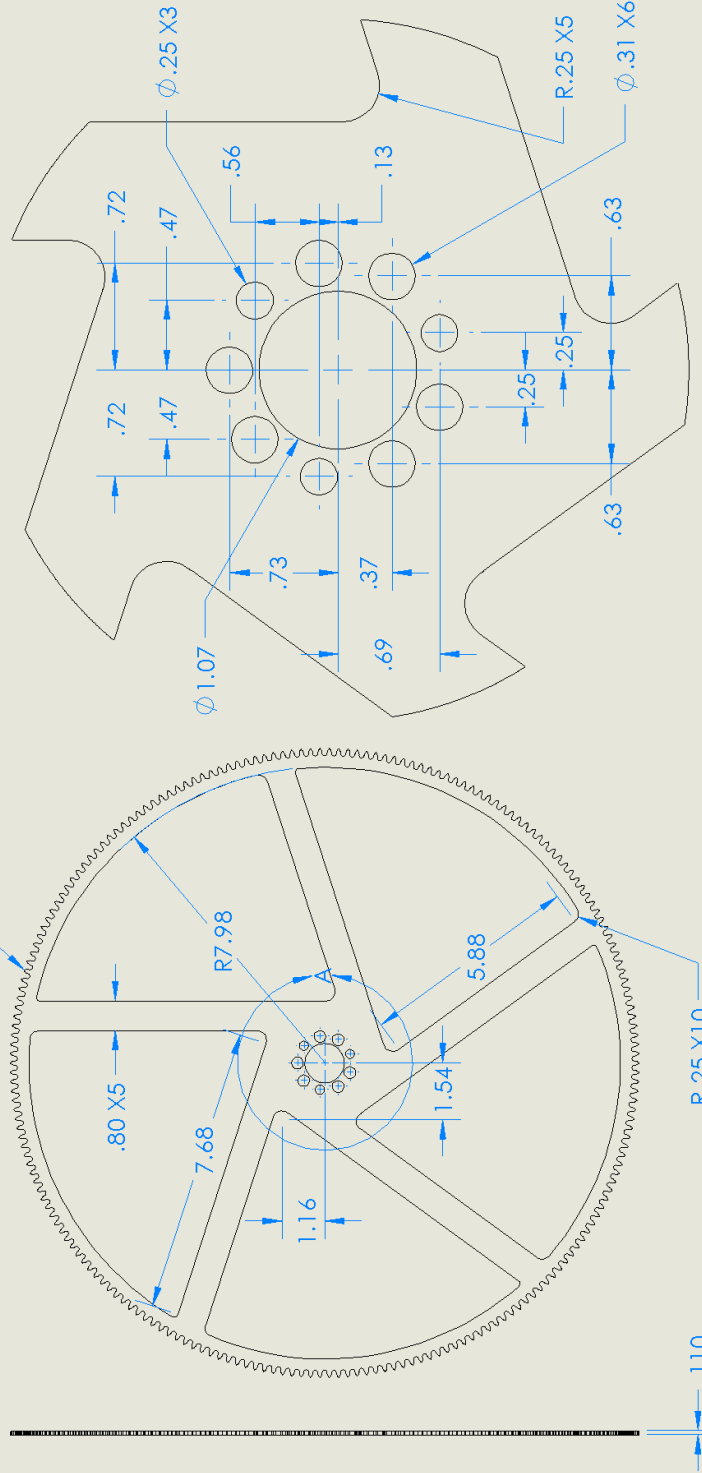 Ø.25 X3
.72
.47
.56
.13
R.25 X5
Ø.31 X6
.72
.47
.63
.25
.25
.63
.73
.37
.69
Ø1.07
R7.98
A
.80 X5
7.68
5.88
1.54
1.16
R.25 X10
.110